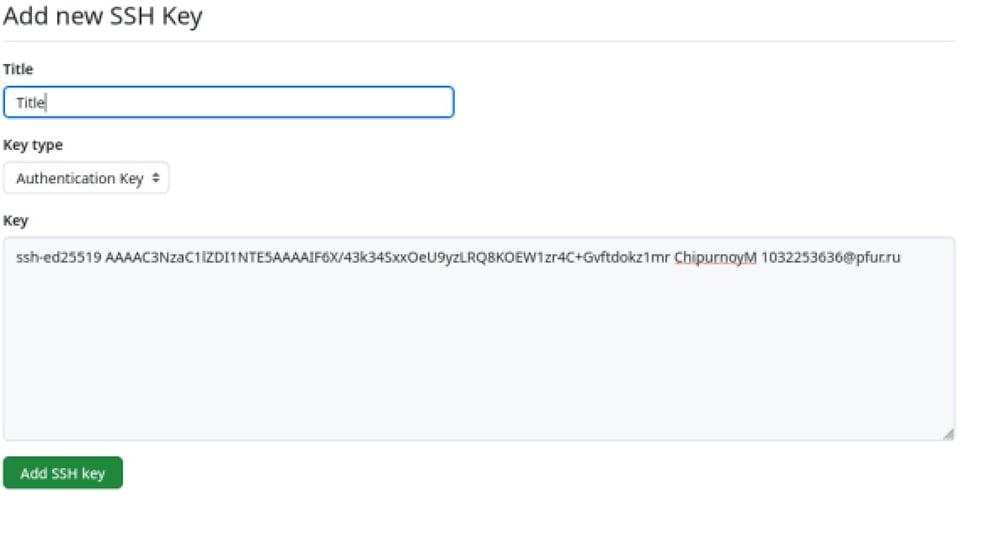 Add new SSH Key
Title
Title
Key type
Authentication Key
Key
ssh-ed25519 AAAAC3NzaC1lZDI1NTE5AAAAIF6X/43k34SxxOeU9yzLRQ8KOEW1zr4C+Gvftdokz1mr ChipurnoyM 1032253636@pfur.ru
Add SSH key